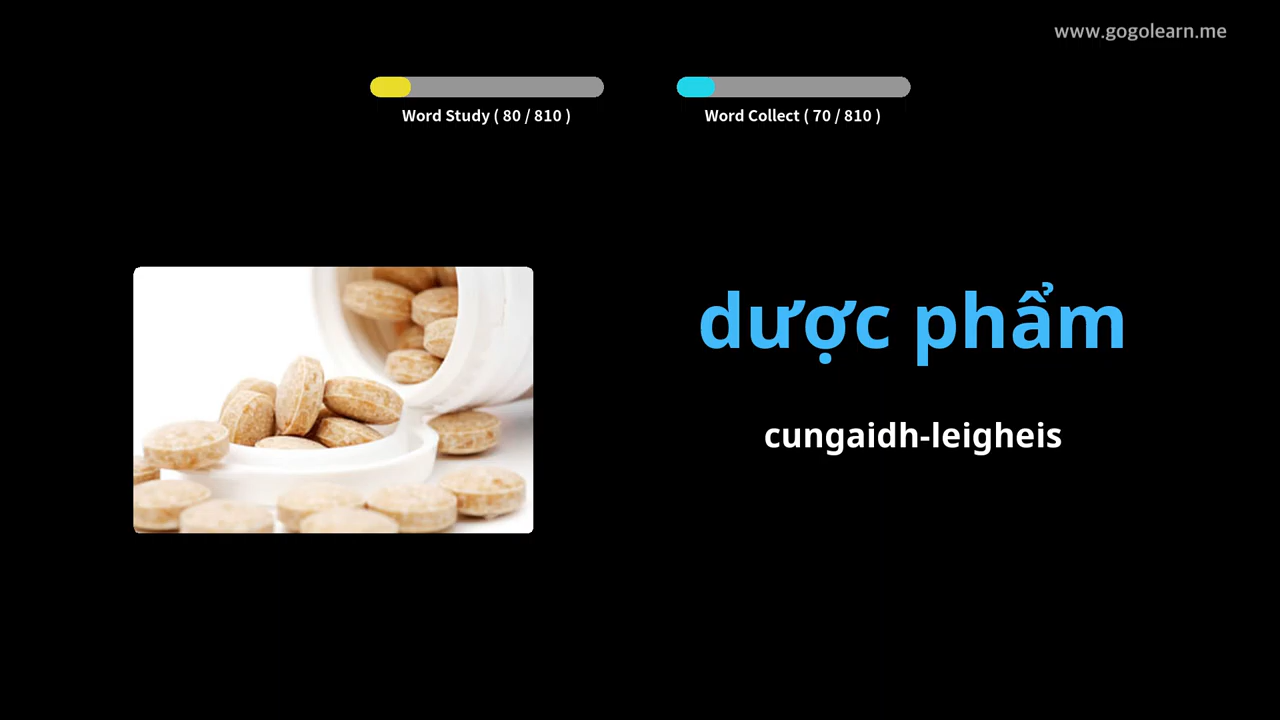 www.gogolearn.me
Word Study ( 80 / 810 )
Word Collect ( 70 / 810 )
dược phẩm
cungaidh-leigheis